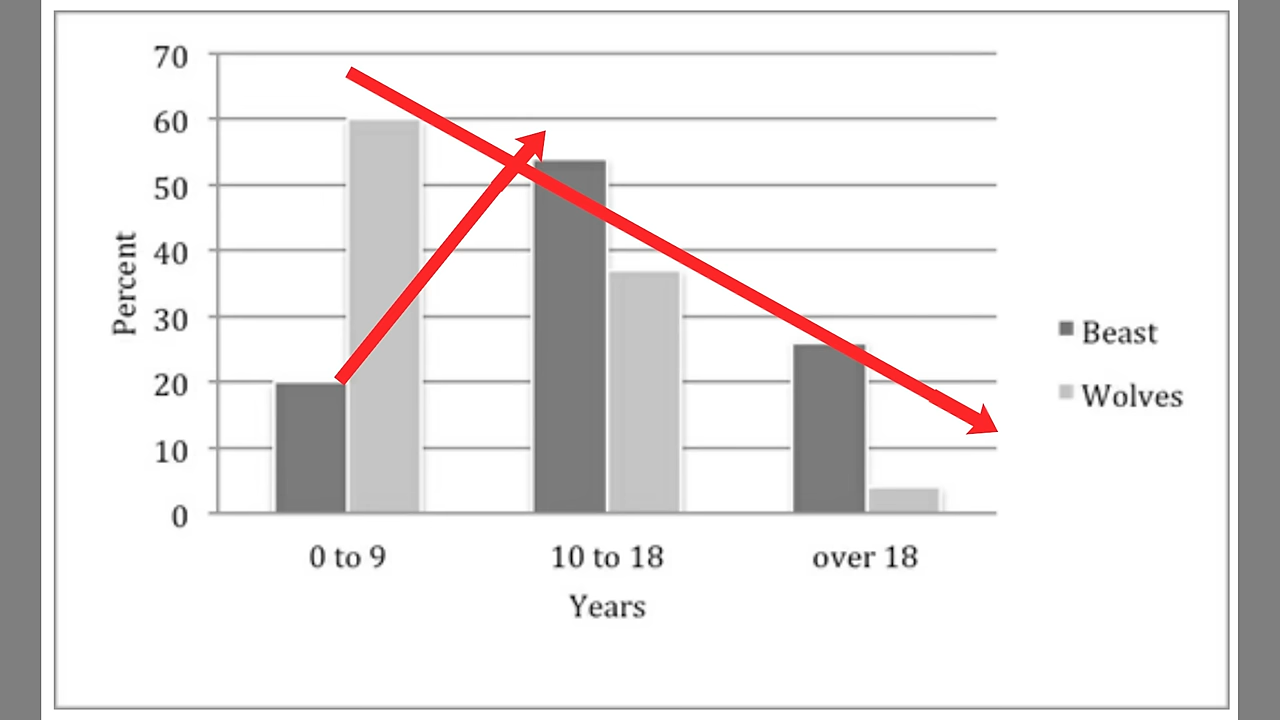 70
60
50
40
30
20
10
0
Percent
0 to 9
10 to 18
over 18
Years
Beast
Wolves